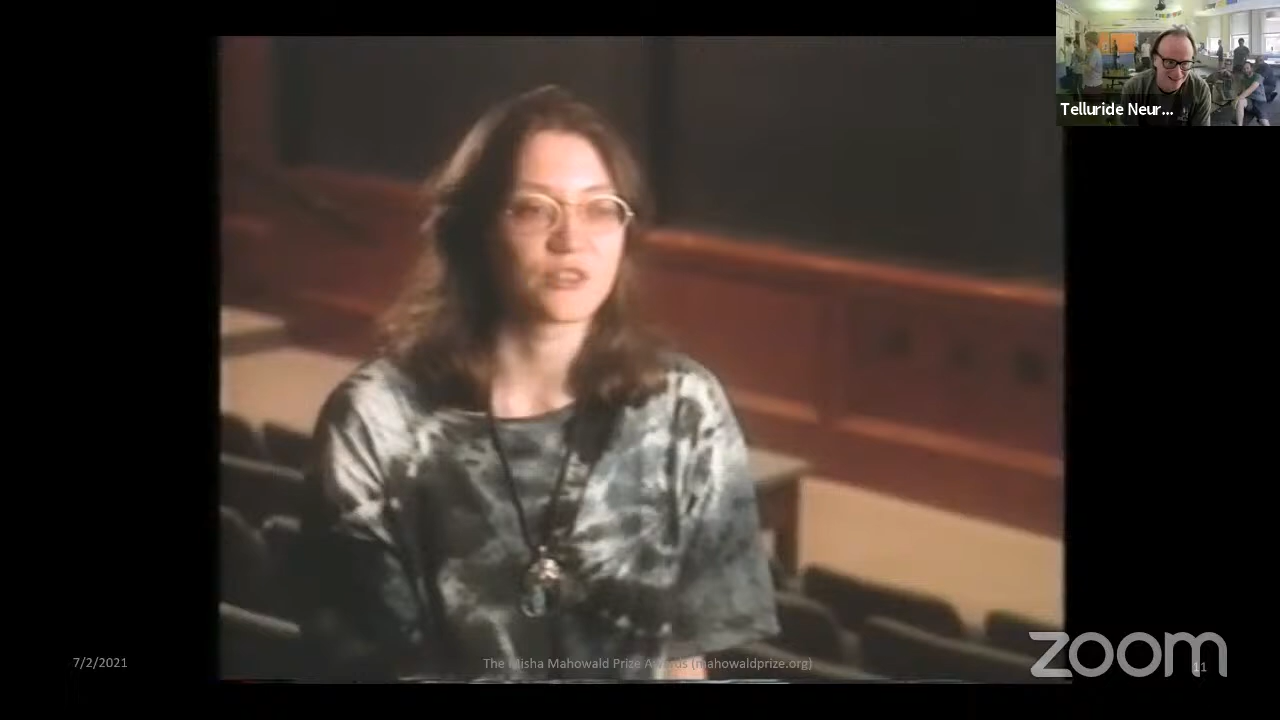 Telluride Neur...
7/2/2021
The Misha Mahowald Prize Awards (mahowaldprize.org)
zoom
11